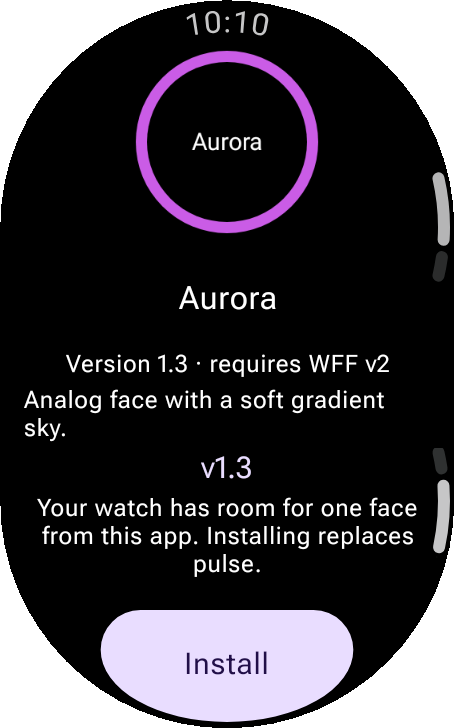 10:10
Aurora
Aurora
Version 1.3 · requires WFF v2
Analog face with a soft gradient
sky.
v1.3
Your watch has room for one face
from this app. Installing replaces
pulse.
Install